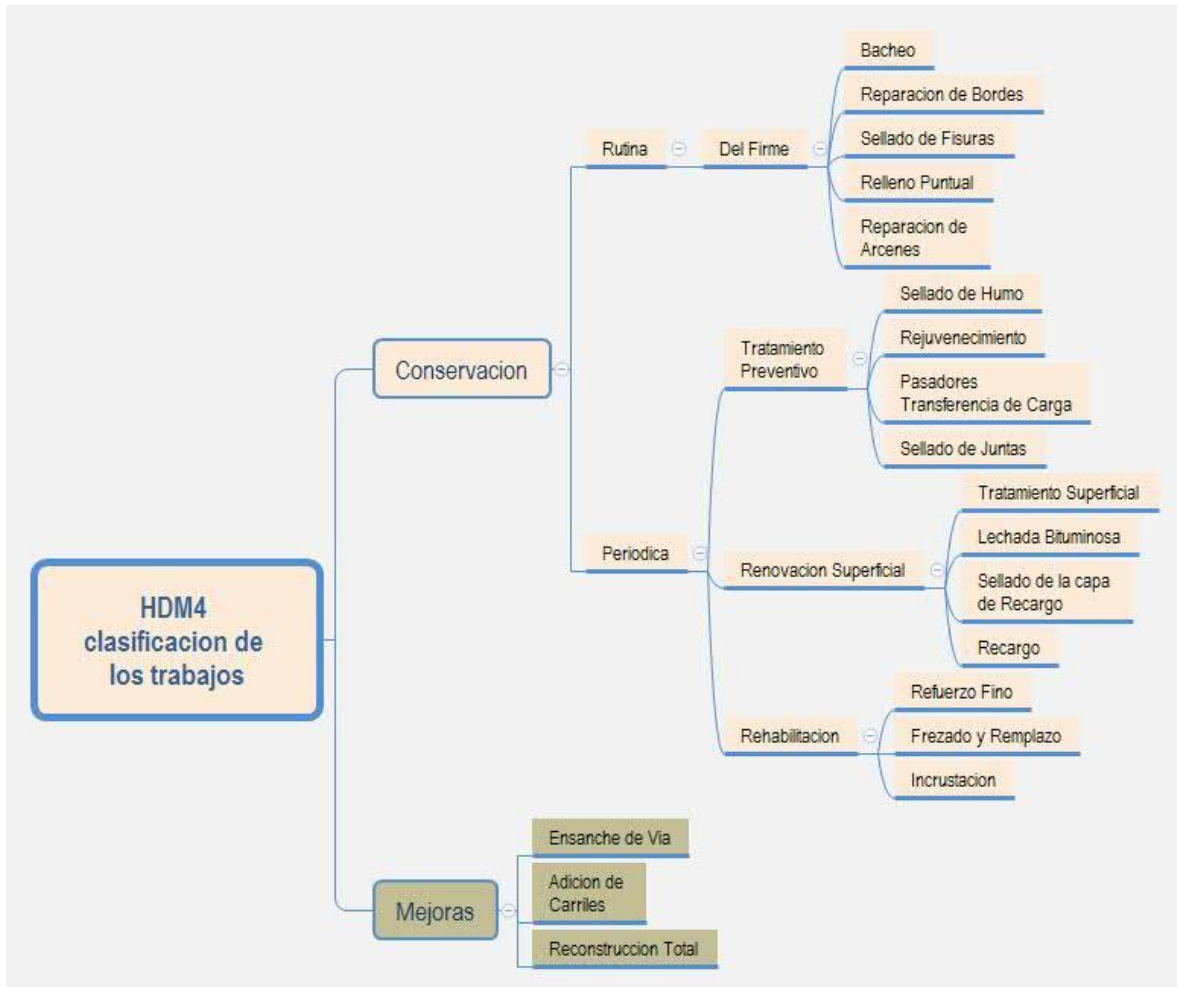 HDM4
clasificacion de
los trabajos
Conservacion
Rutina
Del Firme
Bacheo
Reparacion de Bordes
Sellado de Fisuras
Relleno Puntual
Reparacion de
Arcenes
Periodica
Tratamiento
Preventivo
Sellado de Humo
Rejuvenecimiento
Pasadores
Transferencia de Carga
Sellado de Juntas
Renovacion Superficial
Tratamiento Superficial
Lechada Bituminosa
Sellado de la capa
de Recargo
Recargo
Rehabilitacion
Refuerzo Fino
Frezado y Remplazo
Incrustacion
Mejoras
Ensanche de Via
Adicion de
Carriles
Reconstruccion Total